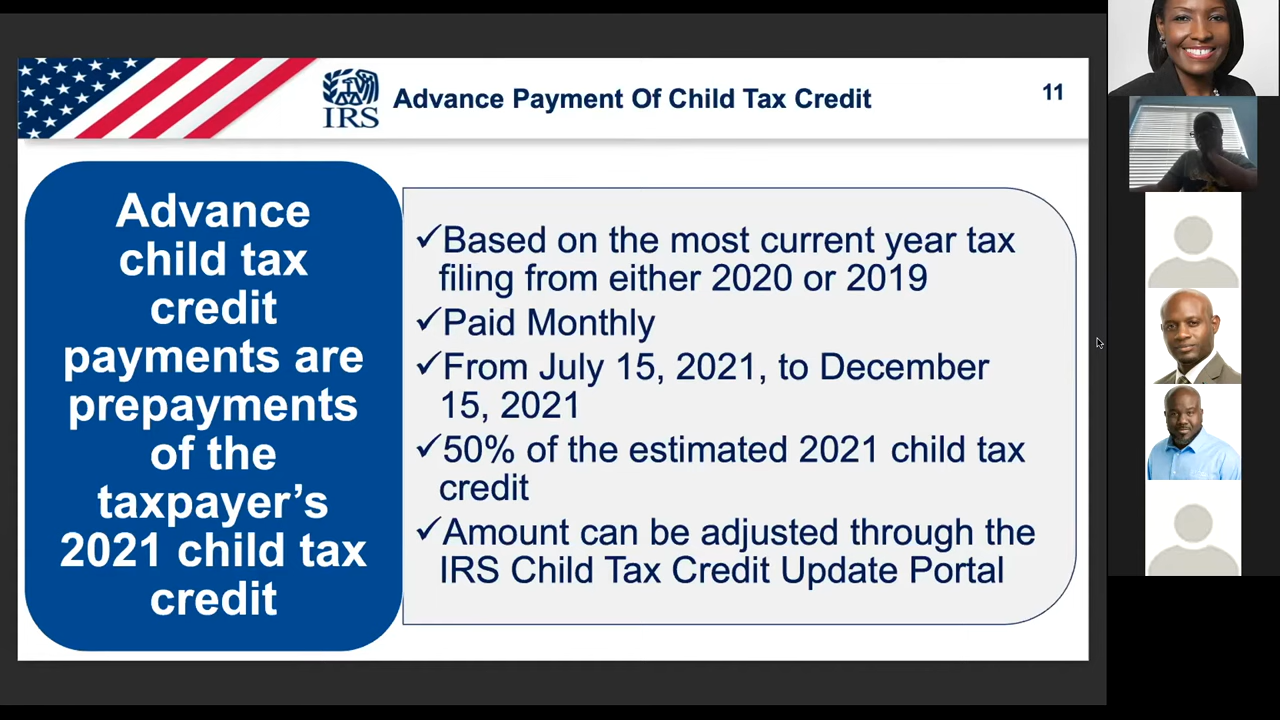 IRS
Advance Payment Of Child Tax Credit
11
Advance
child tax
credit
payments are
prepayments
of the
taxpayer’s
2021 child tax
credit
✓Based on the most current year tax
filing from either 2020 or 2019
✓Paid Monthly
✓From July 15, 2021, to December
15, 2021
✓50% of the estimated 2021 child tax
credit
✓Amount can be adjusted through the
IRS Child Tax Credit Update Portal